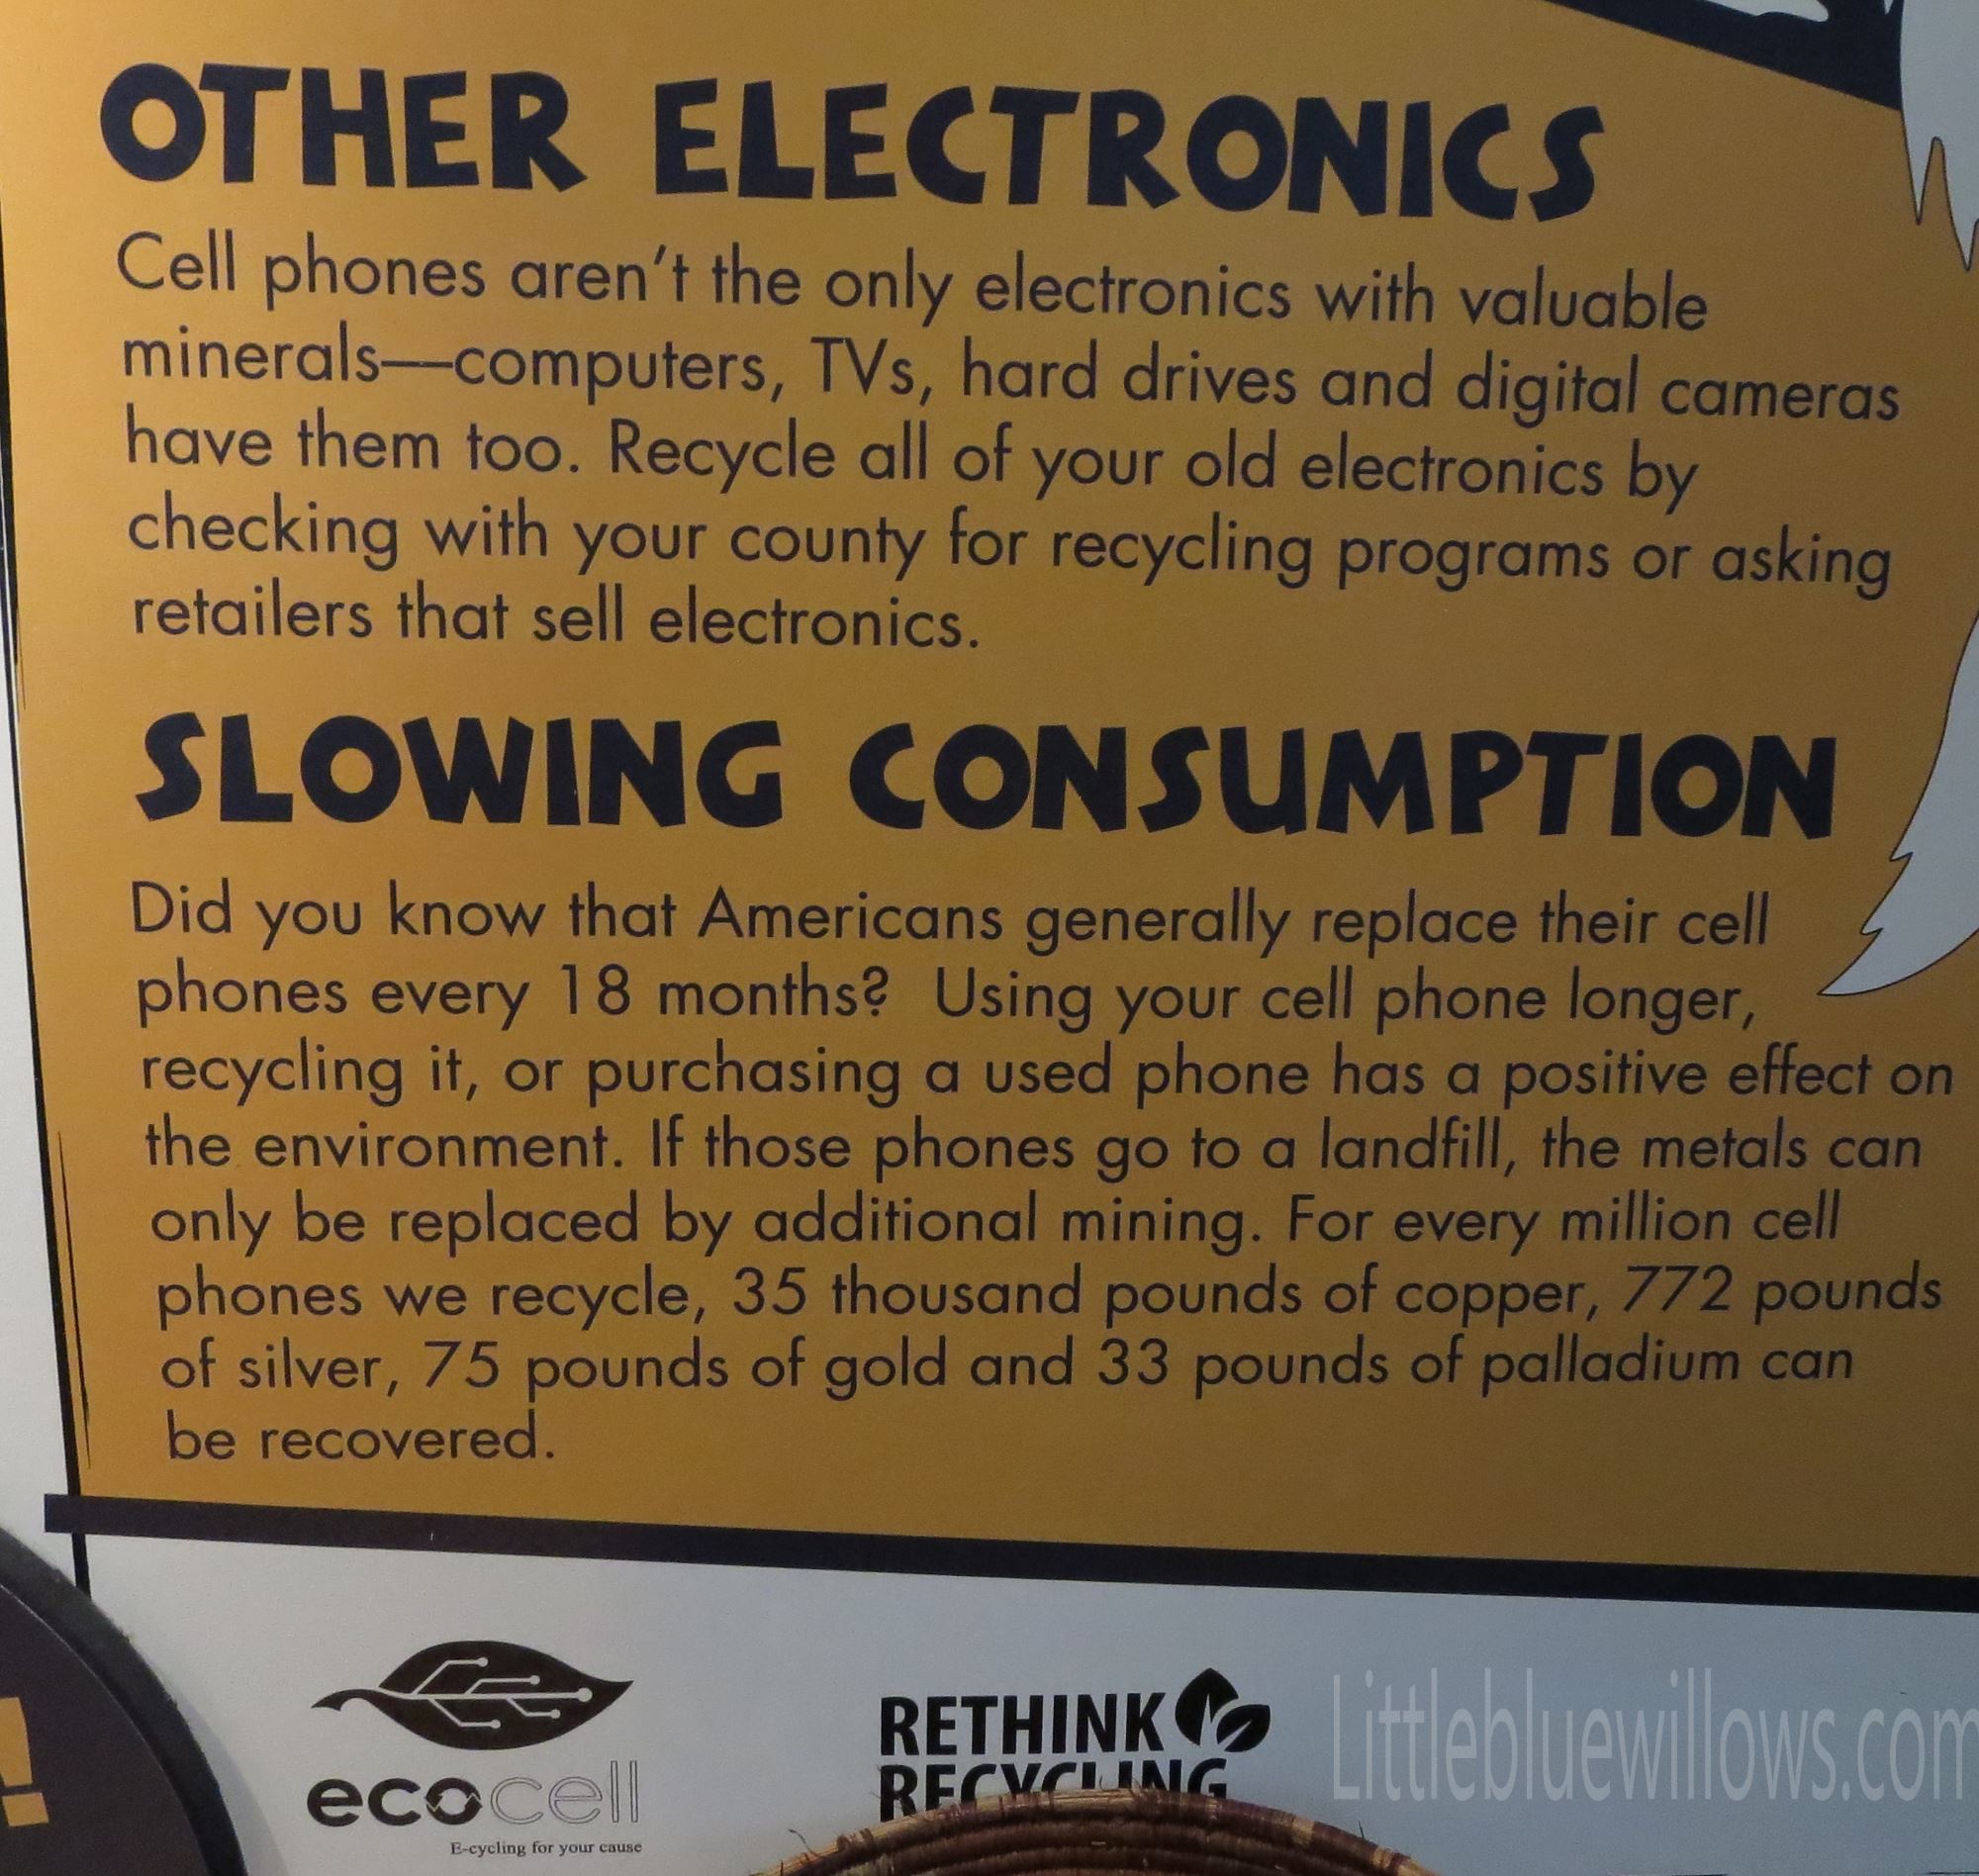 OTHER ELECTRONICS
Cell phones aren't the only electronics with valuable
minerals—computers, TVs, hard drives and digital cameras
have them too. Recycle all of your old electronics by
checking with your county for recycling programs or asking
retailers that sell electronics.
SLOWING CONSUMPTION
Did you know that Americans generally replace their cell
phones every 18 months?  Using your cell phone longer,
recycling it, or purchasing a used phone has a positive effect on
the environment. If those phones go to a landfill, the metals can
only be replaced by additional mining. For every million cell
phones we recycle, 35 thousand pounds of copper, 772 pounds
of silver, 75 pounds of gold and 33 pounds of palladium can
be recovered.
!
ecocell
E-cycling for your cause
RETHINK
RECYCLING
Littlebluewillows.com